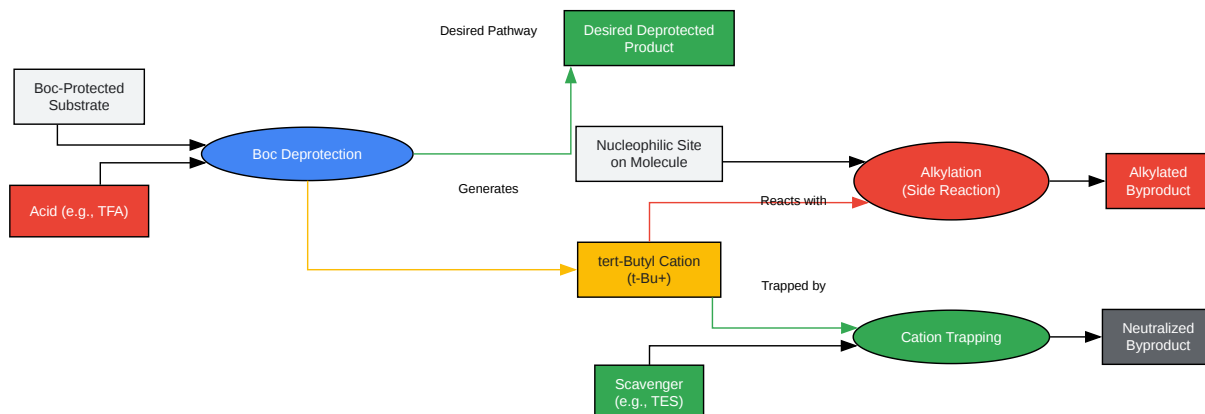 Desired Pathway
Desired Deprotected
Product
Boc-Protected
Substrate
Boc Deprotection
Nucleophilic Site
on Molecule
Alkylation
(Side Reaction)
Alkylated
Byproduct
Acid (e.g., TFA)
Generates
Reacts with
tert-Butyl Cation
(t-Bu+)
Trapped by
Cation Trapping
Neutralized
Byproduct
Scavenger
(e.g., TES)